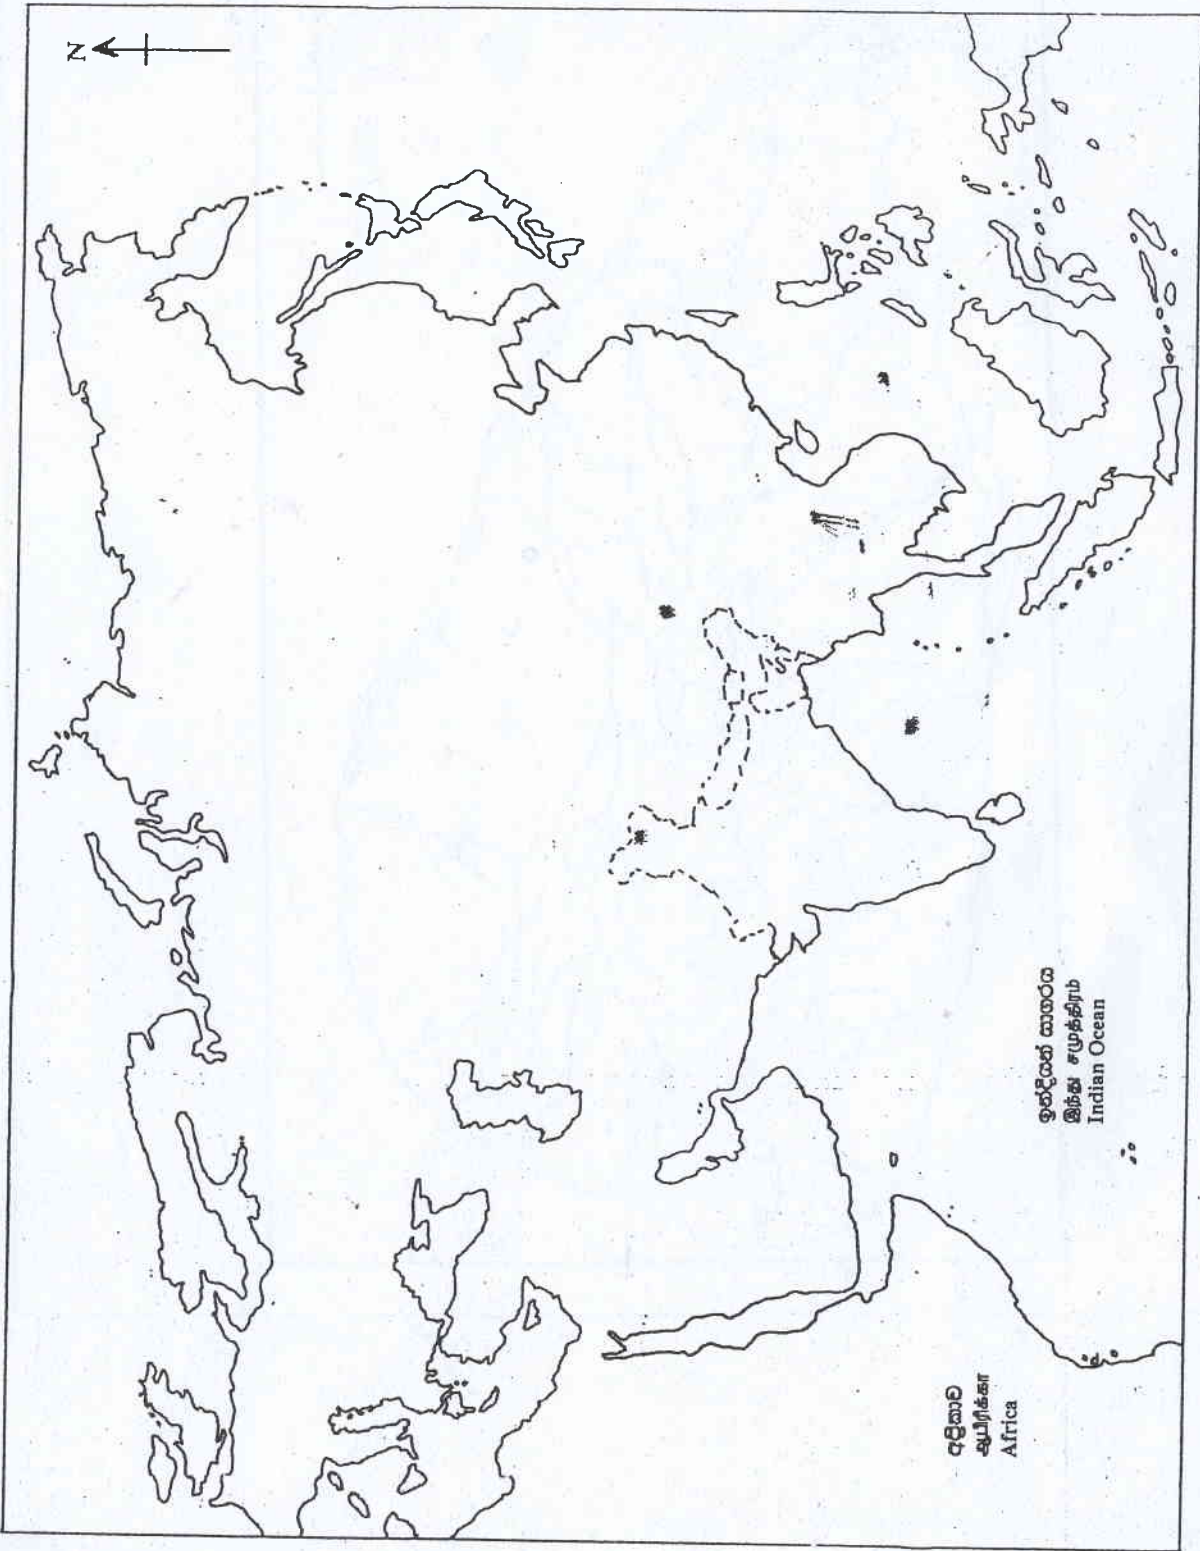 N
ඉන්දියන් සාගරය
இந்து சமுத்திரம்
Indian Ocean
අප්‍රිකාව
ஆபிரிக்கா
Africa